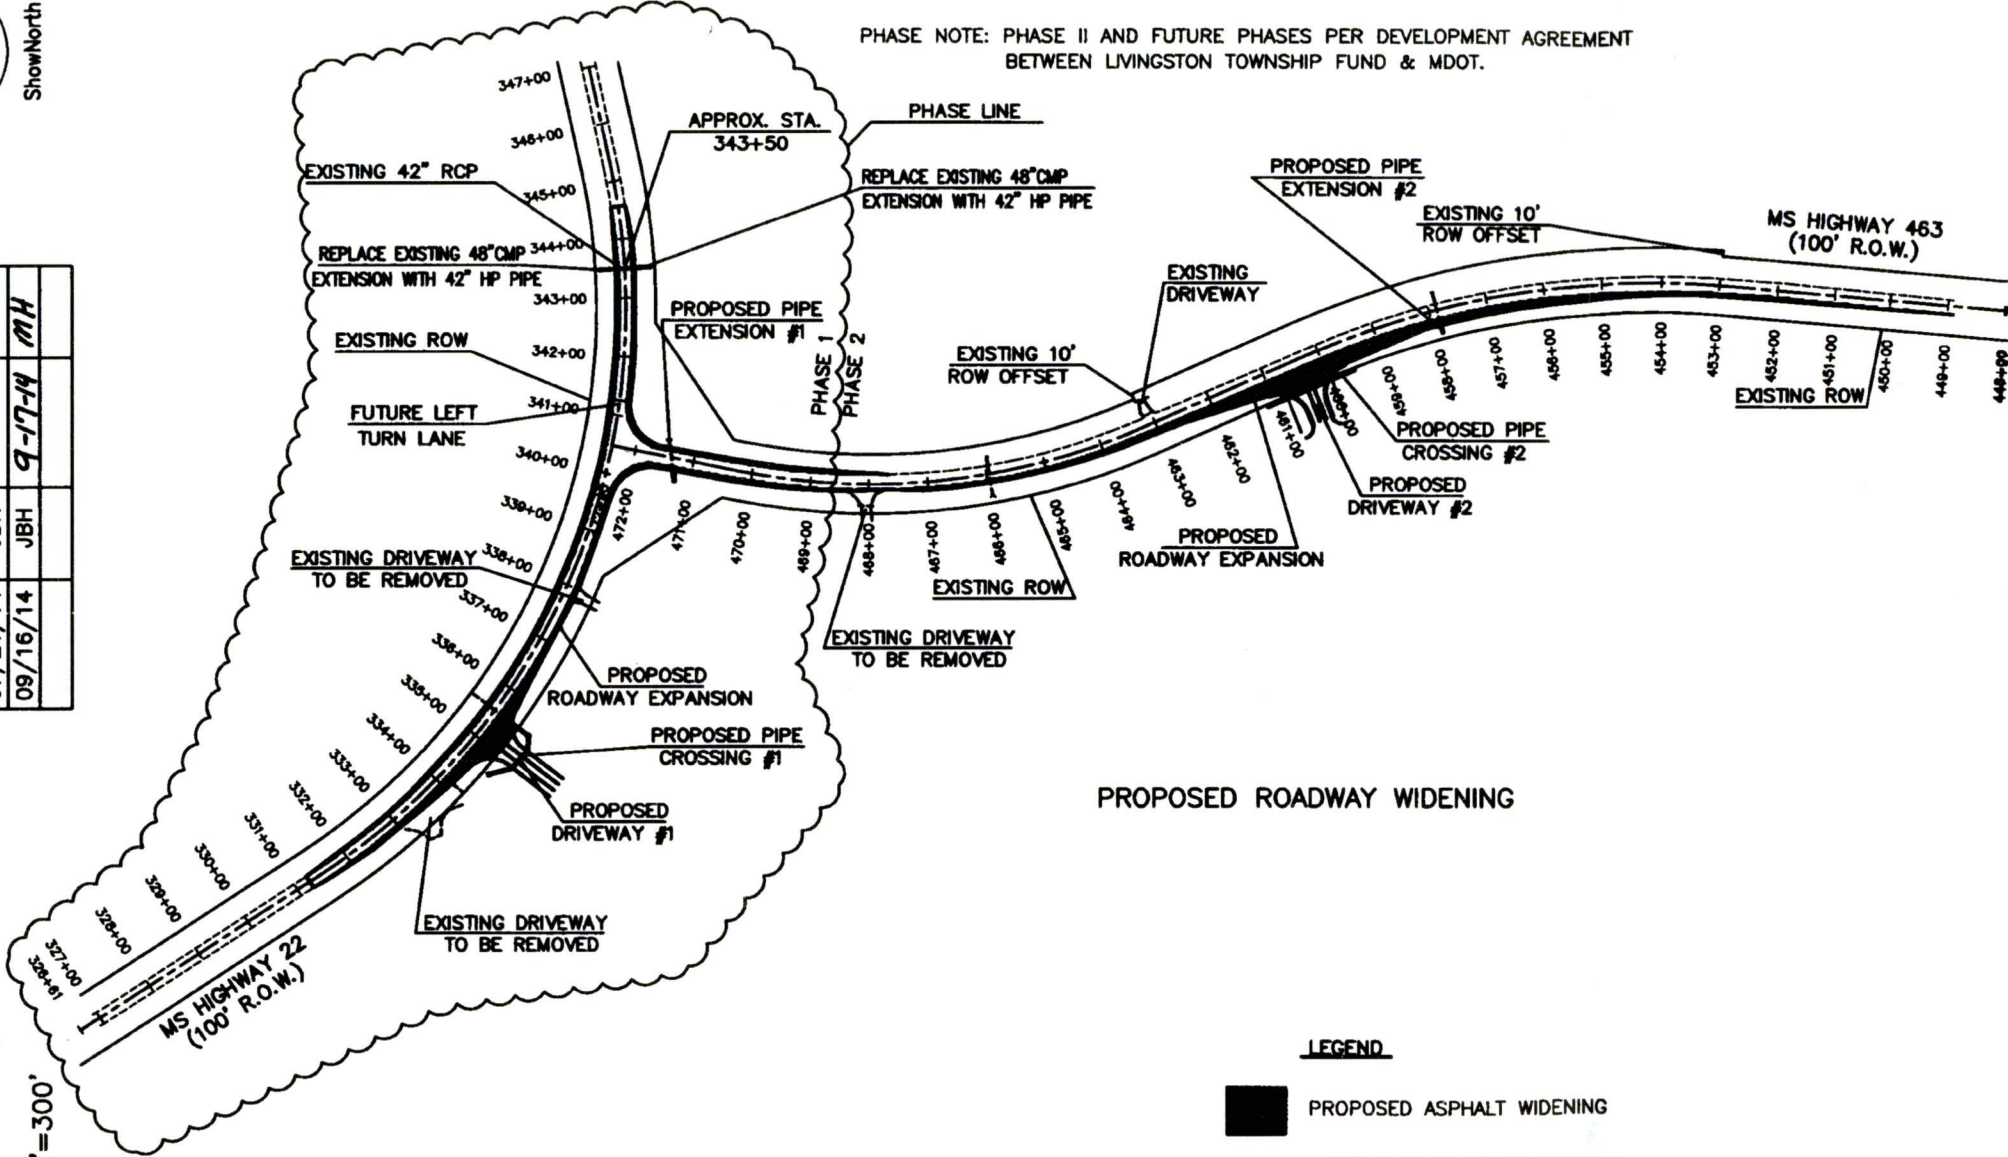 ShowNorth
PHASE NOTE: PHASE II AND FUTURE PHASES PER DEVELOPMENT AGREEMENT
BETWEEN LIVINGSTON TOWNSHIP FUND & MDOT.
347+00
346+00
345+00
344+00
343+00
342+00
341+00
340+00
339+00
338+00
337+00
336+00
335+00
334+00
333+00
332+00
331+00
330+00
329+00
328+00
327+00
326+61
APPROX. STA.
343+50
PHASE LINE
EXISTING 42" RCP
REPLACE EXISTING 48"CMP
EXTENSION WITH 42" HP PIPE
REPLACE EXISTING 48"CMP
EXTENSION WITH 42" HP PIPE
PROPOSED PIPE
EXTENSION #1
EXISTING ROW
FUTURE LEFT
TURN LANE
PHASE 1
PHASE 2
PROPOSED PIPE
EXTENSION #2
EXISTING 10'
ROW OFFSET
MS HIGHWAY 463
(100' R.O.W.)
EXISTING
DRIVEWAY
EXISTING 10'
ROW OFFSET
472+00
471+00
470+00
469+00
468+00
467+00
466+00
465+00
464+00
463+00
462+00
461+00
460+00
459+00
458+00
457+00
456+00
455+00
454+00
453+00
452+00
451+00
450+00
449+00
448+00
EXISTING ROW
PROPOSED PIPE
CROSSING #2
PROPOSED
DRIVEWAY #2
PROPOSED
ROADWAY EXPANSION
EXISTING ROW
EXISTING DRIVEWAY
TO BE REMOVED
EXISTING DRIVEWAY
TO BE REMOVED
PROPOSED
ROADWAY EXPANSION
PROPOSED PIPE
CROSSING #1
PROPOSED
DRIVEWAY #1
EXISTING DRIVEWAY
TO BE REMOVED
MS HIGHWAY 22
(100' R.O.W.)
PROPOSED ROADWAY WIDENING
LEGEND
PROPOSED ASPHALT WIDENING
09/16/14 JBH 9-17-14 MH
'=300'